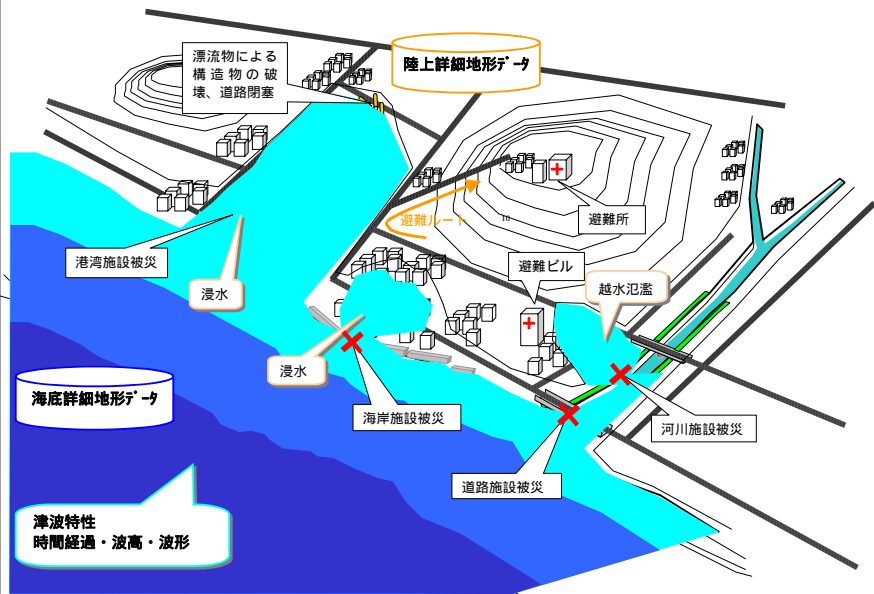 漂流物による
構造物の破
壊、道路閉塞
陸上詳細地形ﾃﾞｰﾀ
避難ルート
10
避難所
港湾施設被災
浸水
避難ビル
越水氾濫
浸水
海底詳細地形ﾃﾞｰﾀ
海岸施設被災
河川施設被災
道路施設被災
津波特性
時間経過・波高・波形